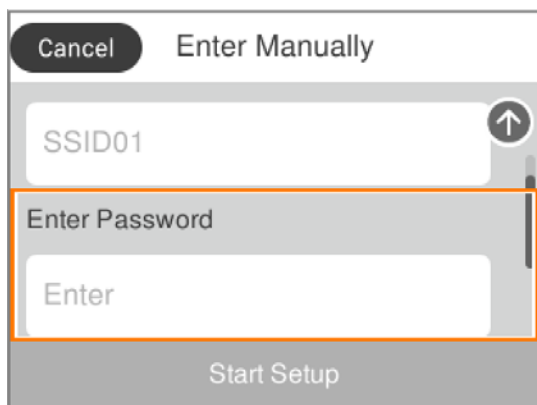 Cancel Enter Manually
SSID01
Enter Password
Enter
Start Setup